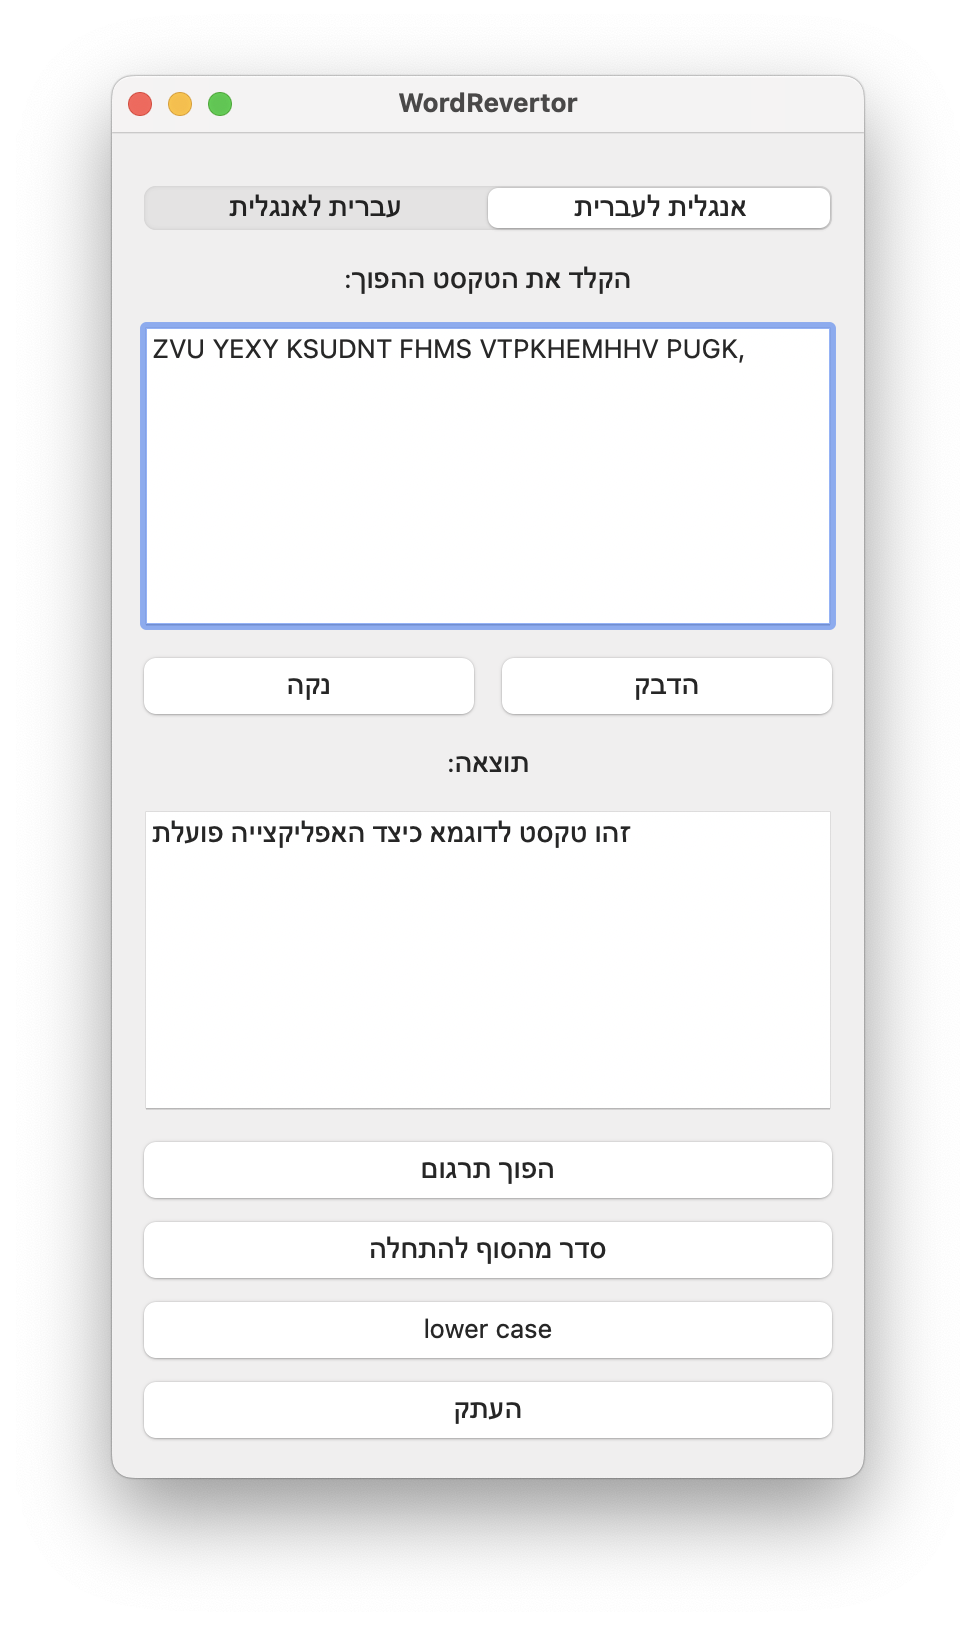 WordRevertor
אנגלית לעברית
עברית לאנגלית
הקלד את הטקסט ההפוך:
ZVU YEXY KSUDNT FHMS VTPKHEMHHV PUGK,
הדבק
נקה
תוצאה:
זהו טקסט לדוגמא כיצד האפליקצייה פועלת
הפוך תרגום
סדר מהסוף להתחלה
lower case
העתק